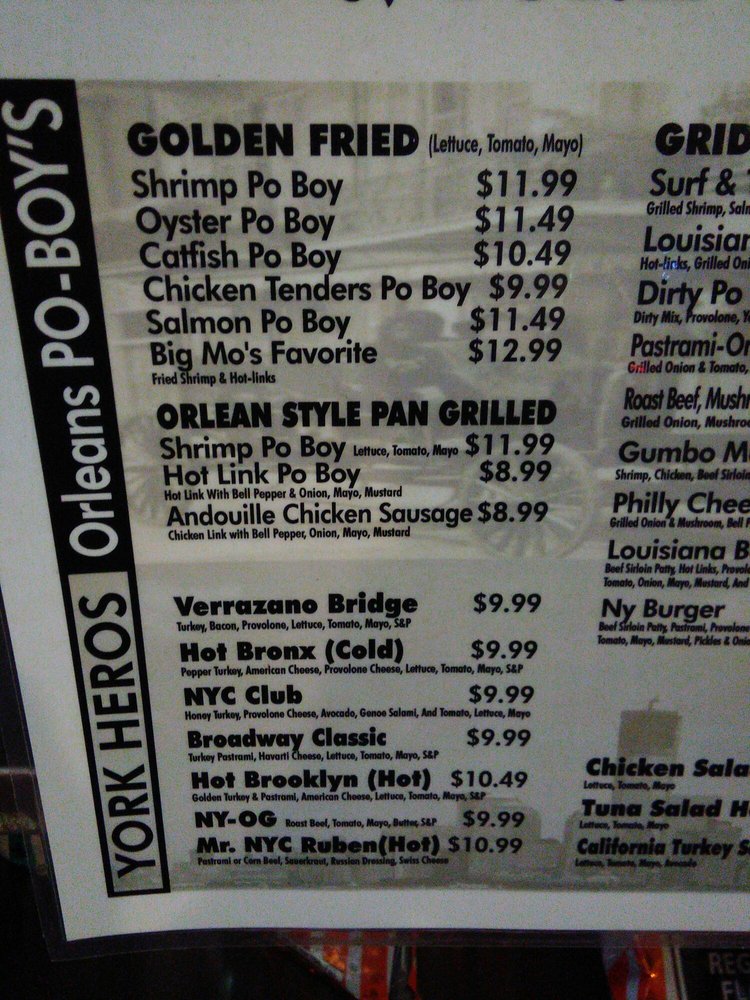 Orleans PO-BOY'S
GOLDEN FRIED (Lettuce, Tomato, Mayo)
Shrimp Po Boy $11.99
Oyster Po Boy $11.49
Catfish Po Boy $10.49
Chicken Tenders Po Boy $9.99
Salmon Po Boy $11.49
Big Mo's Favorite $12.99
Fried Shrimp & Hot-links
ORLEAN STYLE PAN GRILLED
Shrimp Po Boy Lettuce, Tomato, Mayo $11.99
Hot Link Po Boy $8.99
Hot Link With Bell Pepper & Onion, Mayo, Mustard
Andouille Chicken Sausage $8.99
Chicken Link with Bell Pepper, Onion, Mayo, Mustard
YORK HEROS
Verrazano Bridge $9.99
Turkey, Bacon, Provolone, Lettuce, Tomato, Mayo, S&P
Hot Bronx (Cold) $9.99
Pepper Turkey, American Cheese, Provolone Cheese, Lettuce, Tomato, Mayo, S&P
NYC Club $9.99
Honey Turkey, Provolone Cheese, Avocado, Genoe Salami, And Tomato, Lettuce, Mayo
Broadway Classic $9.99
Turkey Pastrami, Havarti Cheese, Lettuce, Tomato, Mayo, S&P
Hot Brooklyn (Hot) $10.49
Golden Turkey & Pastrami, American Cheese, Lettuce, Tomato, Mayo, S&P
NY-OG Roast Beef, Tomato, Mayo, Butter, S&P $9.99
Mr. NYC Ruben(Hot) $10.99
Pastrami or Corn Beef, Sauerkraut, Russion Dressing, Swiss Cheese
GRID
Surf &
Grilled Shrimp, Saln
Louisian
Hot-links, Grilled Oni
Dirty Po
Dirty Mix, Provolone, Y
Pastrami-Or
Grilled Onion & Tomato,
Roast Beef, Mushr
Grilled Onion, Mushroo
Gumbo M
Shrimp, Chicken, Beef Sirloin
Philly Chee
Grilled Onion & Mushroom, Bell
Louisiana B
Beef Sirloin Patty, Hot Links, Provolo
Tomato, Onion, Mayo, Mustard, And
Ny Burger
Beef Sirloin Patty, Pastrami, Provolone
Tomato, Mayo, Mustard, Pickles & Onio
Chicken Sala
Lettuce, Tomato, Mayo
Tuna Salad H
Lettuce, Tomato, Mayo
California Turkey S
Lettuce, Tomato, Mayo, Avocado
REG